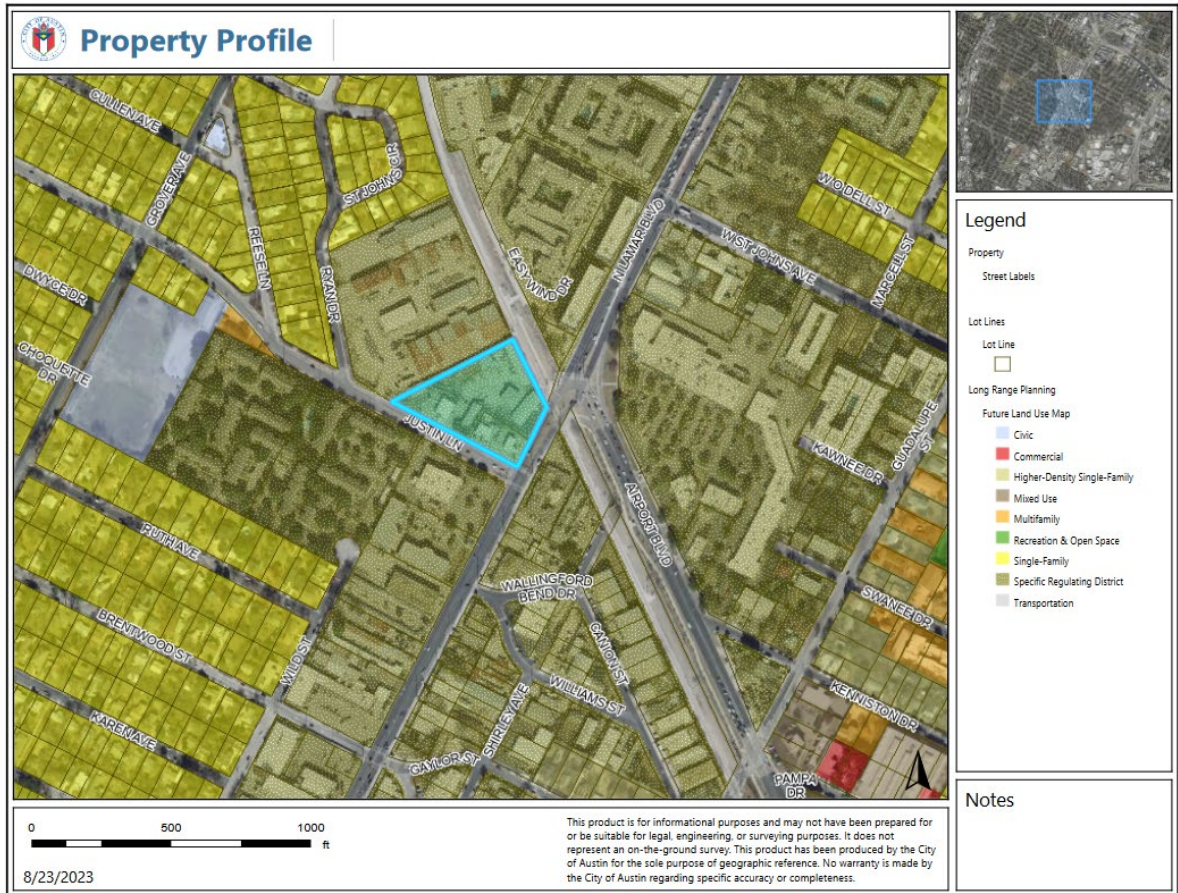 Property Profile
CULLEN AVE
GROVER AVE
ST JOHNS CIR
REESE LN
RYAN DR
EASY WIND DR
N LAMAR BLVD
W ODELL ST
W ST JOHNS AVE
MARCELL ST
DWYCE DR
CHOQUETTE
DR
JUSTIN LN
GUADALUPE
ST
KAWNEE DR
AIRPORT BLVD
RUTH AVE
WALLINGFORD
BEND DR
SWANEE DR
BRENTWOOD ST
WILD ST
CANION ST
WILLIAMS ST
KENNISTON DR
KAREN AVE
SHIRLEY AVE
GAYLOR ST
PAMPA
DR
Legend
Property
Street Labels
Lot Lines
Lot Line
Long Range Planning
Future Land Use Map
Civic
Commercial
Higher-Density Single-Family
Mixed Use
Multifamily
Recreation & Open Space
Single-Family
Specific Regulating District
Transportation
Notes
0 500 1000
ft
8/23/2023
This product is for informational purposes and may not have been prepared for
or be suitable for legal, engineering, or surveying purposes. It does not
represent an on-the-ground survey. This product has been produced by the City
of Austin for the sole purpose of geographic reference. No warranty is made by
the City of Austin regarding specific accuracy or completeness.